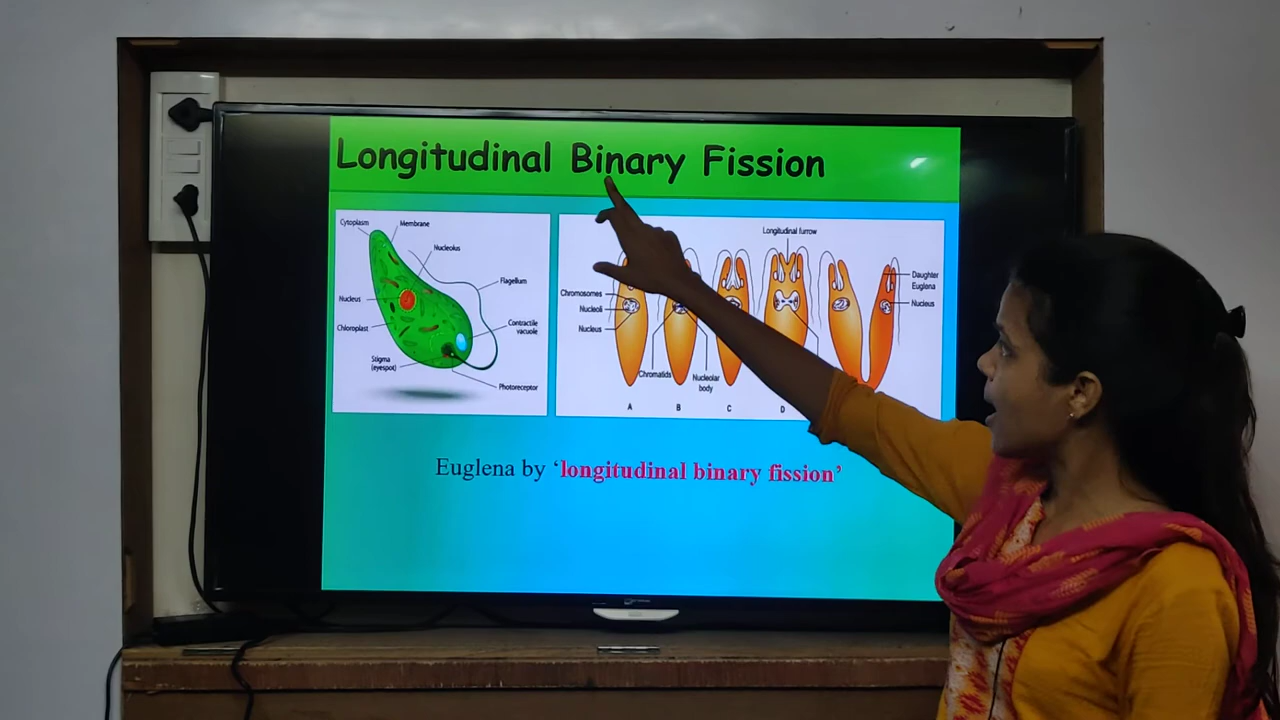 Longitudinal Binary Fission
Cytoplasm
Membrane
Nucleolus
Flagellum
Nucleus
Chloroplast
Contractile
vacuole
Stigma
(eyespot)
Photoreceptor
Longitudinal furrow
Chromosomes
Nucleoli
Nucleus
Chromatids
Nucleolar
body
Daughter
Euglena
Nucleus
A B C D
Euglena by ‘longitudinal binary fission’